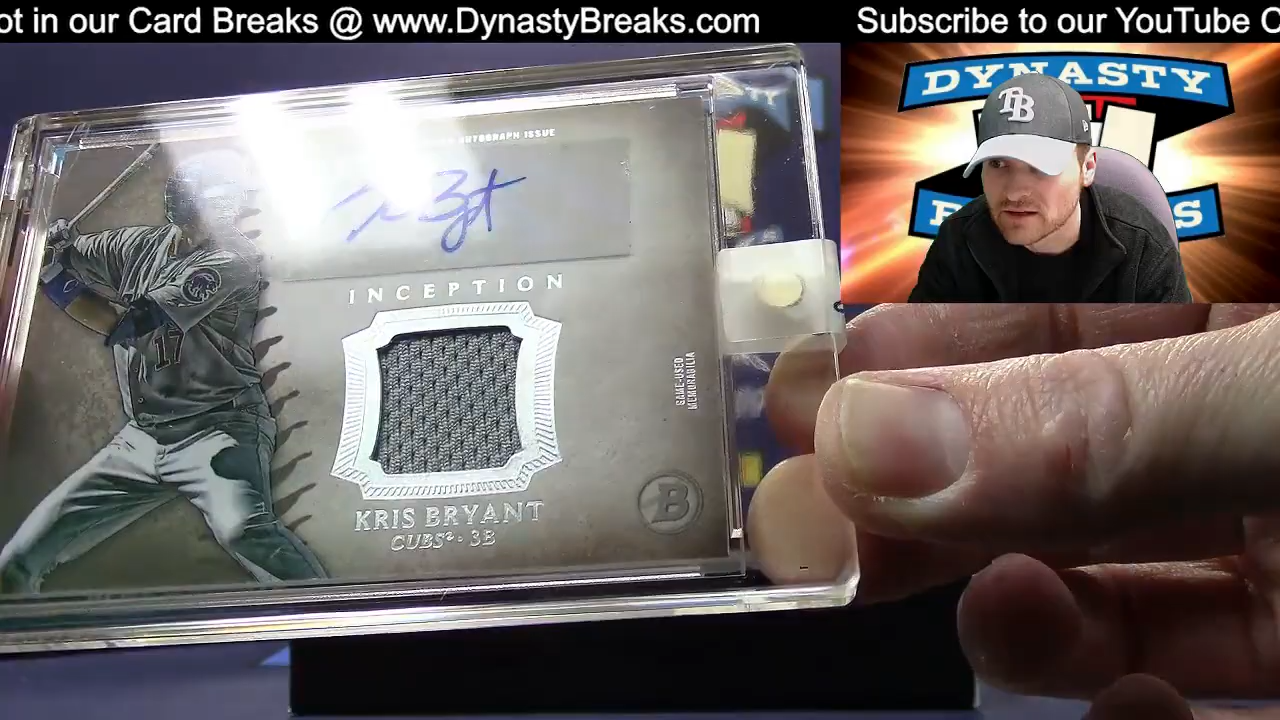 ot in our Card Breaks @ www.DynastyBreaks.com
Subscribe to our YouTube C
DYNASTY
TB
AUTOGRAPH ISSUE
INCEPTION
17
GAME-USED
MEMORABILIA
KRIS BRYANT
CUBS® · 3B
B